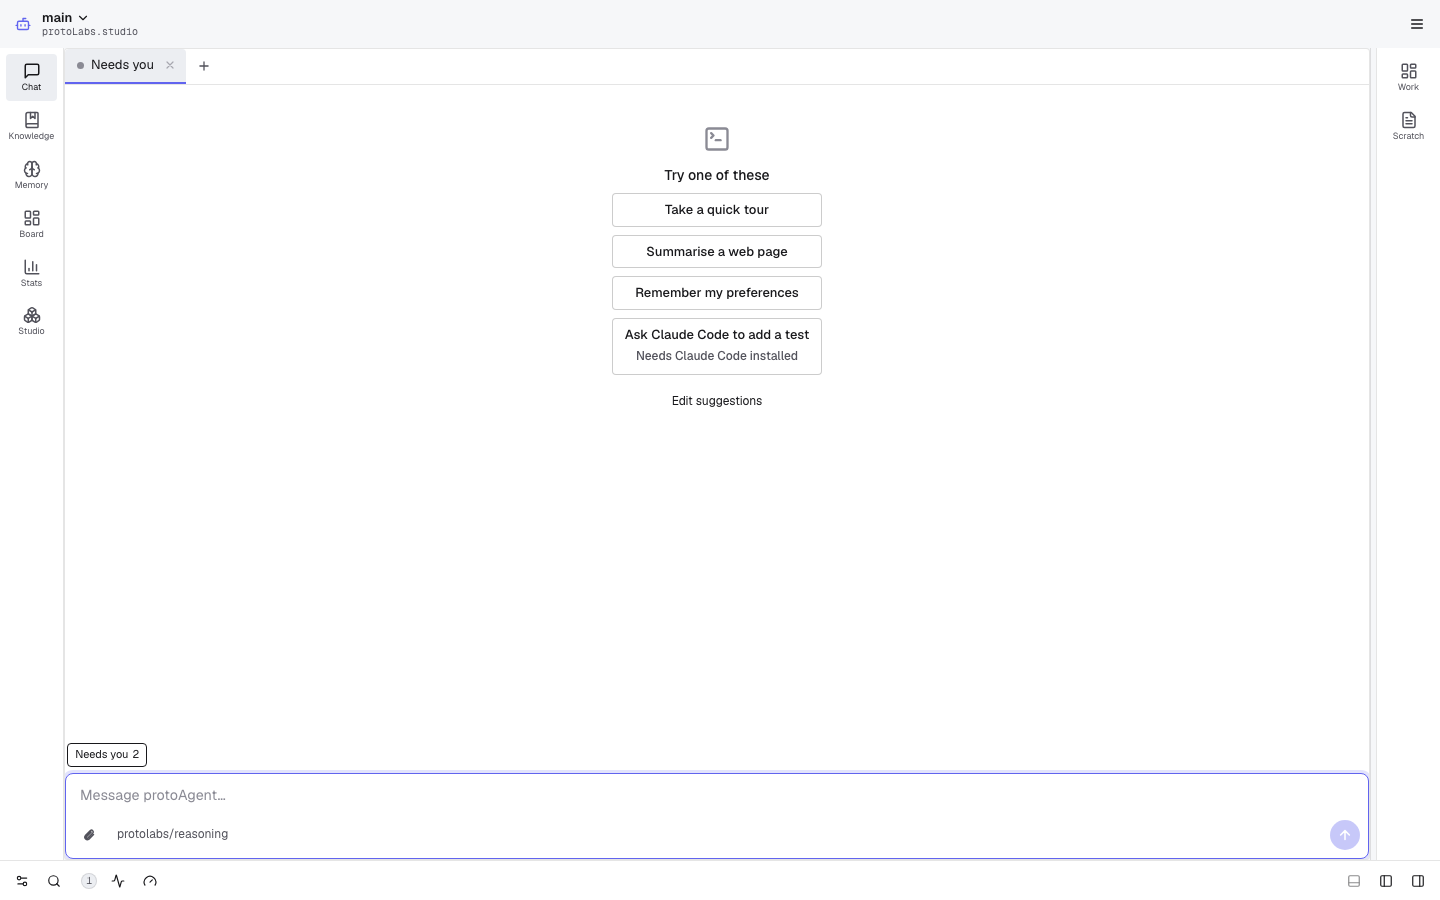 main
protoLabs.studio
Chat
Knowledge
Memory
Board
Stats
Studio
Needs you
Try one of these
Take a quick tour
Summarise a web page
Remember my preferences
Ask Claude Code to add a test
Needs Claude Code installed
Edit suggestions
Needs you 2
Message protoAgent…
protolabs/reasoning
Work
Scratch
1